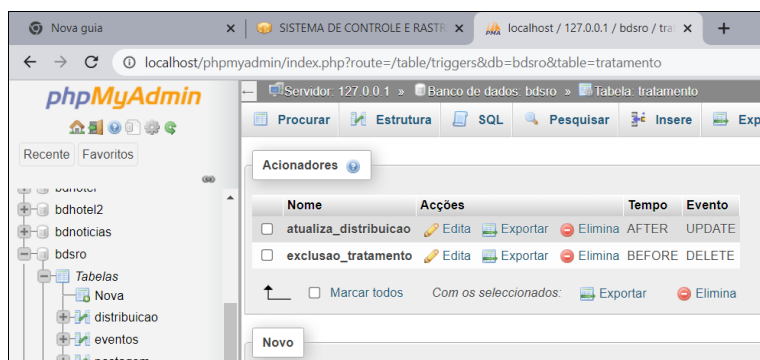 Nova guia
SISTEMA DE CONTROLE E RASTR
localhost / 127.0.0.1 / bdsro / tra
localhost/phpmyadmin/index.php?route=/table/triggers&db=bdsro&table=tratamento
phpMyAdmin
Servidor: 127.0.0.1 » Banco de dados: bdsro » Tabela: tratamento
Procurar Estrutura SQL Pesquisar Insere Exp
Recente Favoritos
Acionadores
bdhotel
bdhotel2
bdnoticias
bdsro
Tabelas
Nova
distribuicao
eventos
postagem
Nome Acções Tempo Evento
atualiza_distribuicao Edita Exportar Elimina AFTER UPDATE
exclusao_tratamento Edita Exportar Elimina BEFORE DELETE
Marcar todos Com os seleccionados: Exportar Elimina
Novo